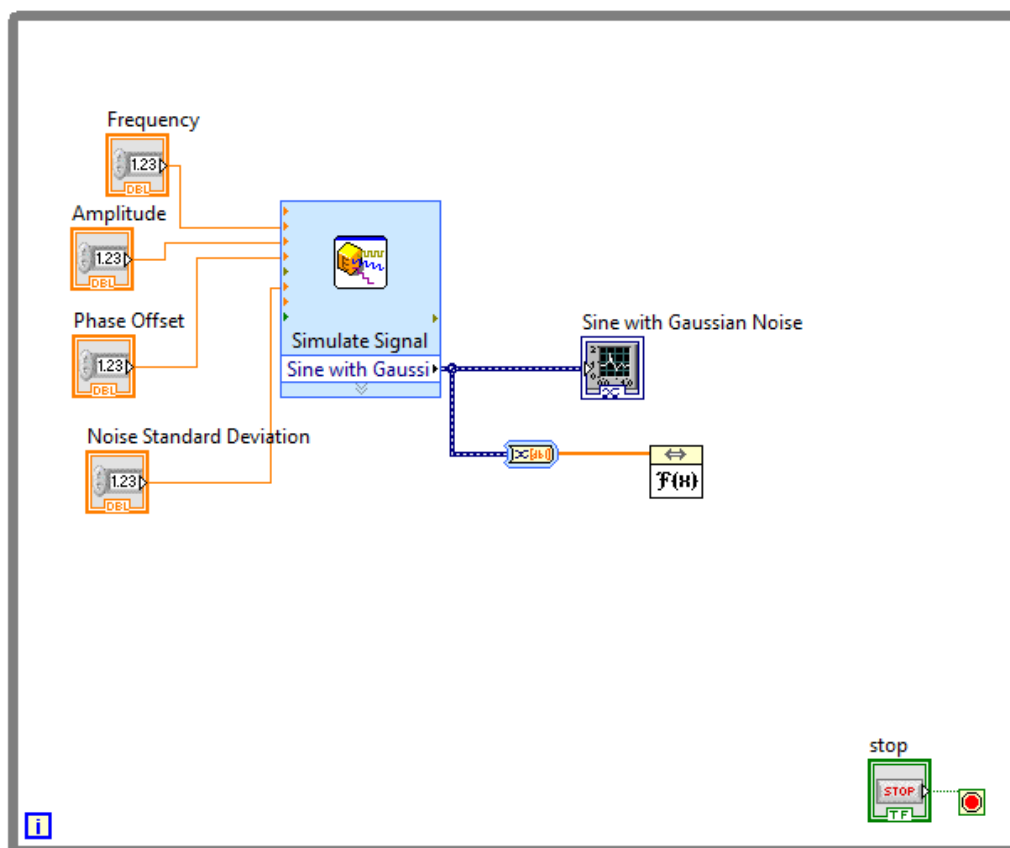 Frequency
1.23
DBL
Amplitude
1.23
DBL
Phase Offset
1.23
DBL
Noise Standard Deviation
1.23
DBL
Simulate Signal
Sine with Gaussi
Sine with Gaussian Noise
[dbl]
ℱ(x)
stop
STOP
TF
i